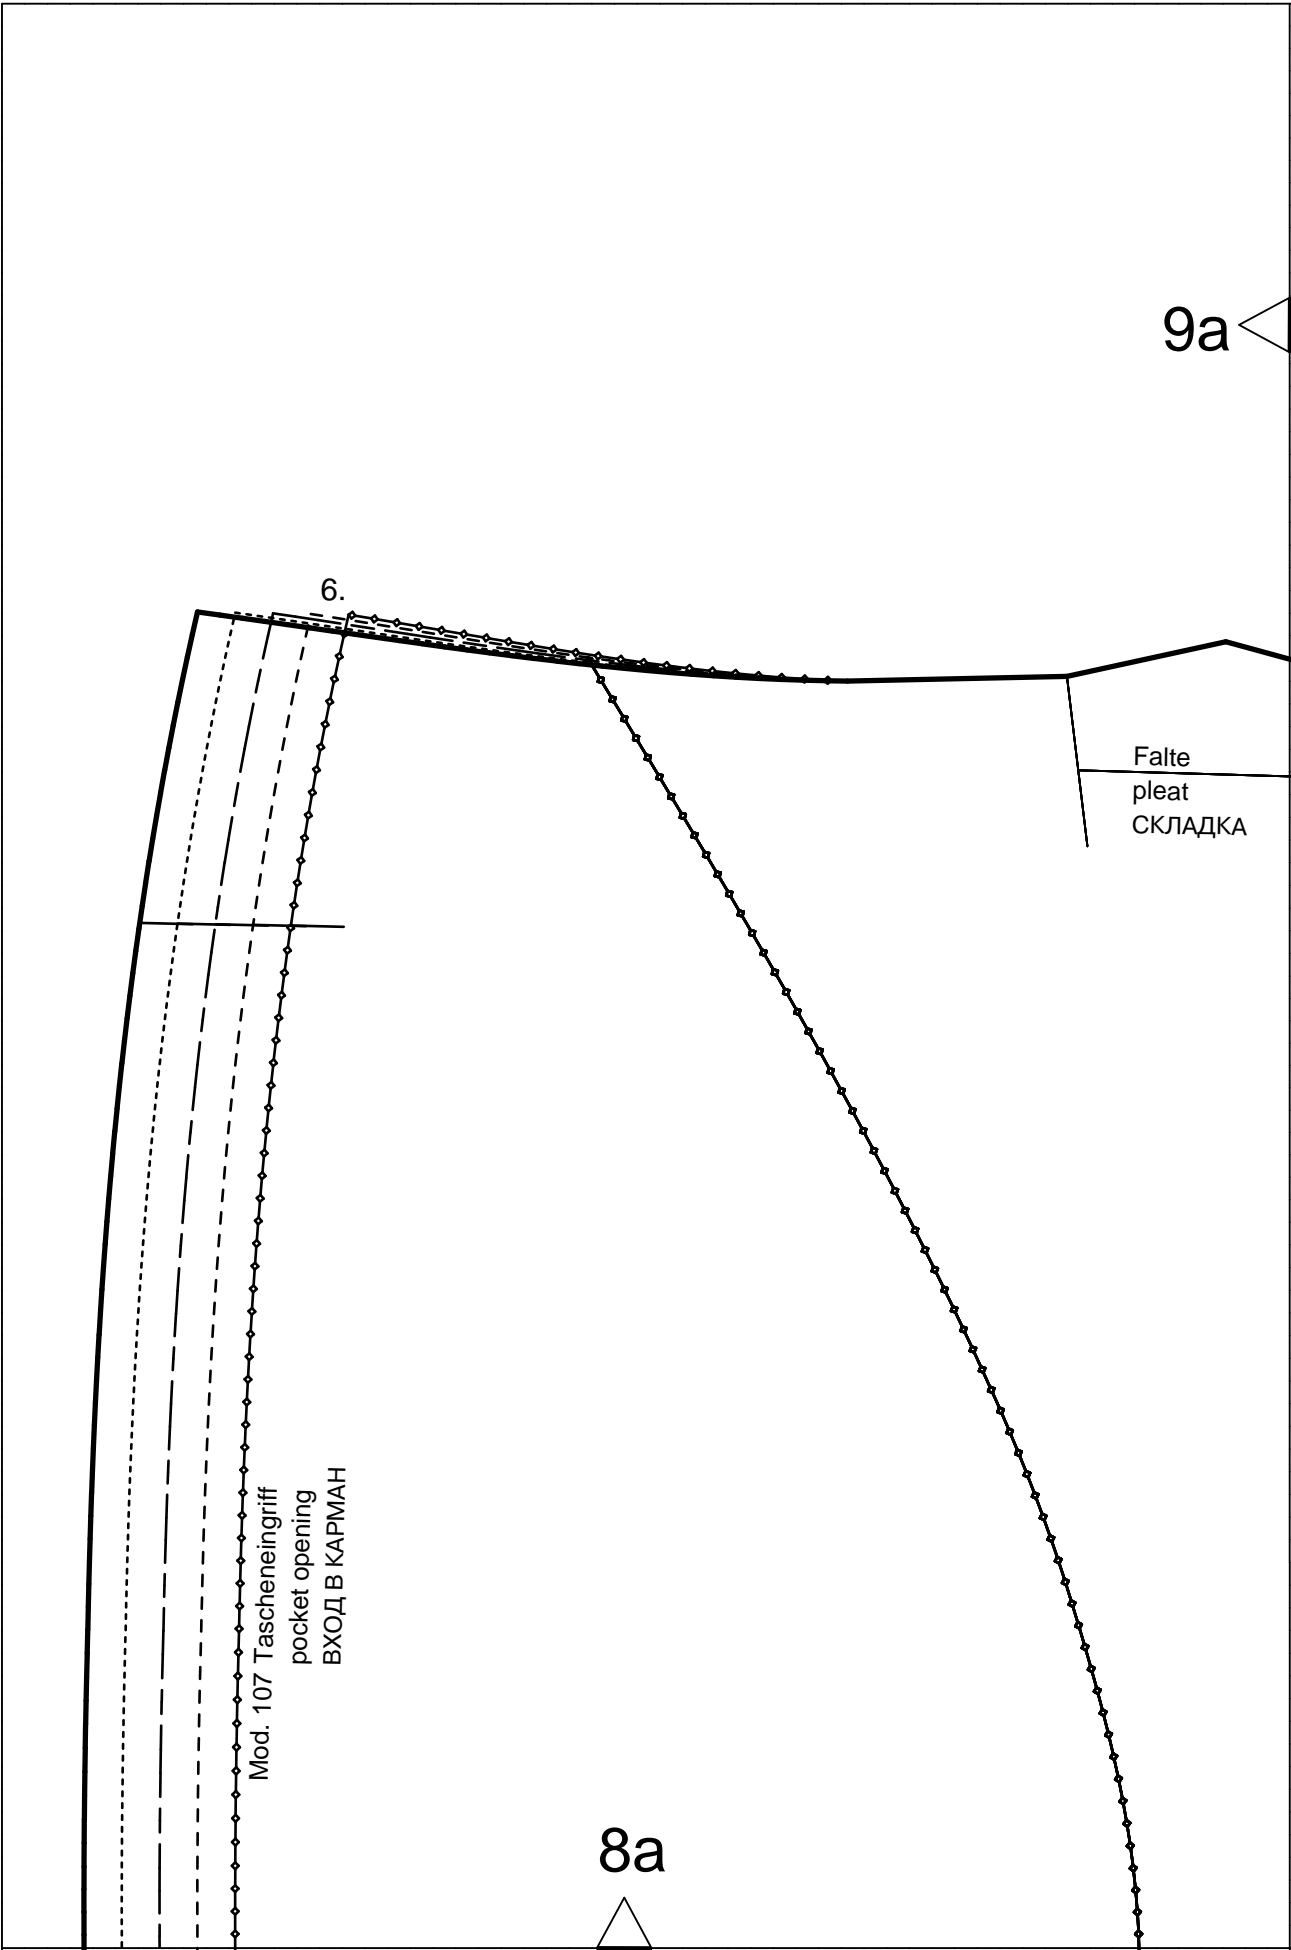 9a
6.
Falte
pleat
СКЛАДКА
Mod. 107 Tascheneingriff
pocket opening
ВХОД В КАРМАН
8a